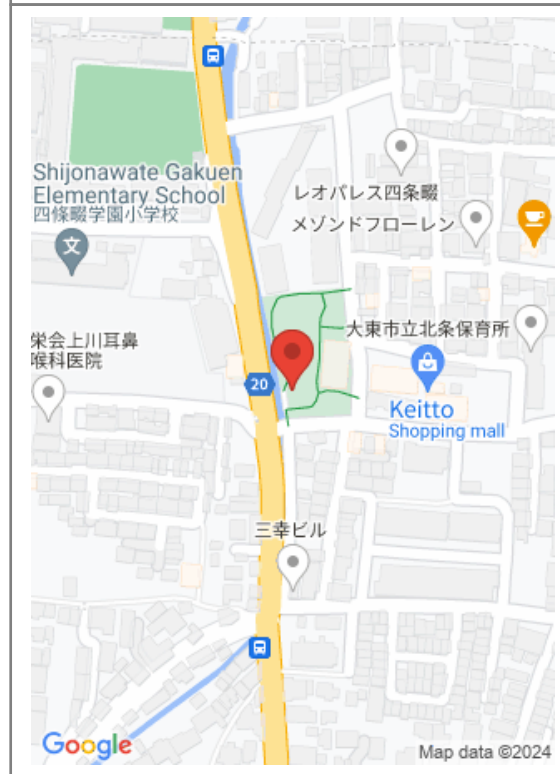 Shijonawate Gakuen
Elementary School
四條畷学園小学校
文
レオパレス四条畷
メゾンドフローレン
大東市立北条保育所
栄会上川耳鼻
喉科医院
20
Keitto
Shopping mall
三幸ビル
Google
Map data ©2024